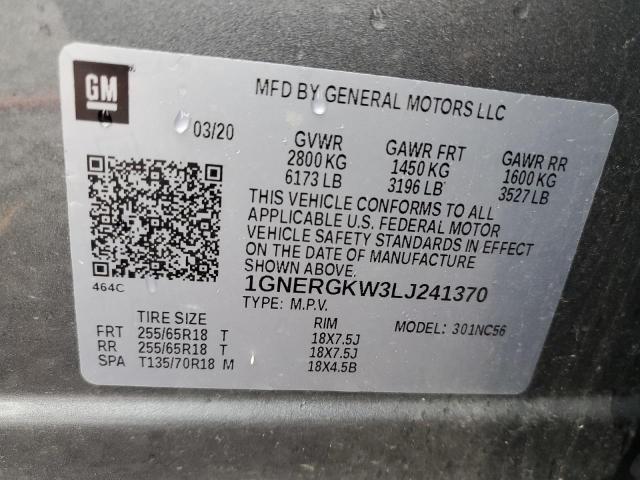 GM
MFD BY GENERAL MOTORS LLC
03/20 GVWR GAWR FRT GAWR RR
2800 KG 1450 KG 1600 KG
6173 LB 3196 LB 3527 LB
THIS VEHICLE CONFORMS TO ALL
APPLICABLE U.S. FEDERAL MOTOR
VEHICLE SAFETY STANDARDS IN EFFECT
ON THE DATE OF MANUFACTURE
SHOWN ABOVE.
464C
1GNERGKW3LJ241370
TYPE: M.P.V. MODEL: 301NC56
TIRE SIZE RIM
FRT 255/65R18 T 18X7.5J
RR 255/65R18 T 18X7.5J
SPA T135/70R18 M 18X4.5B